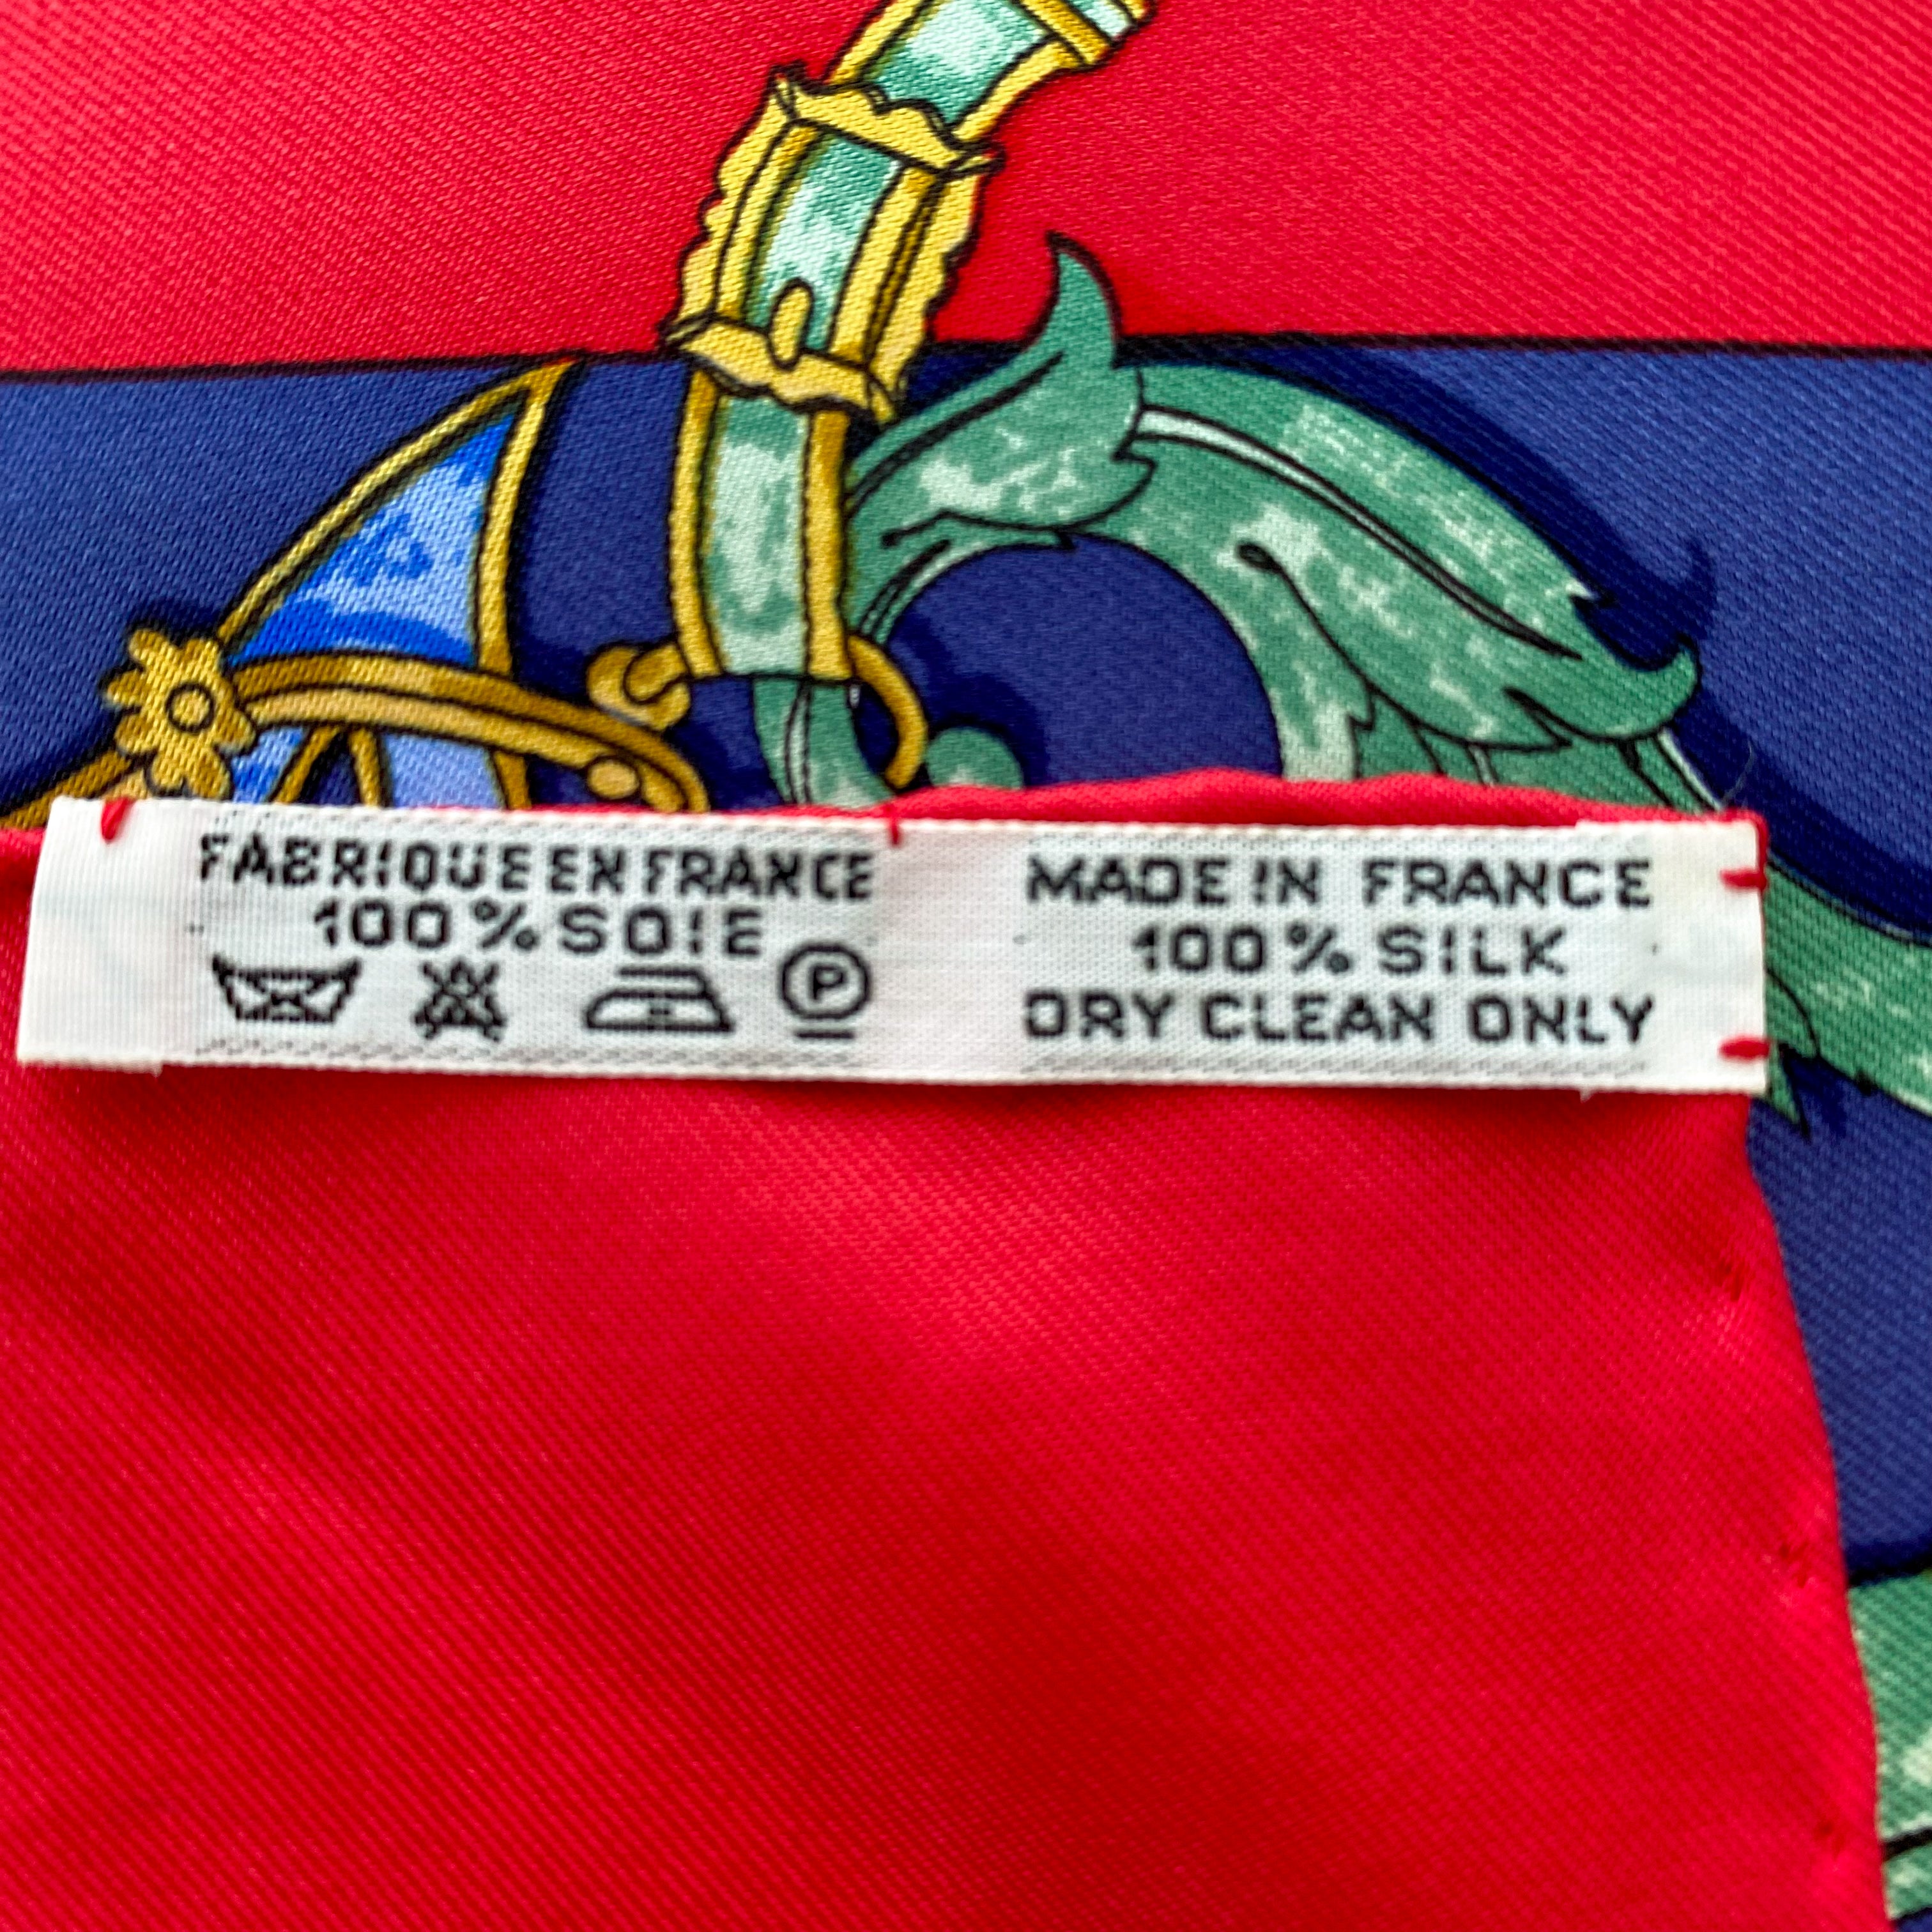 FABRIQUE EN FRANCE
100% SOIE
P
MADE IN FRANCE
100% SILK
DRY CLEAN ONLY